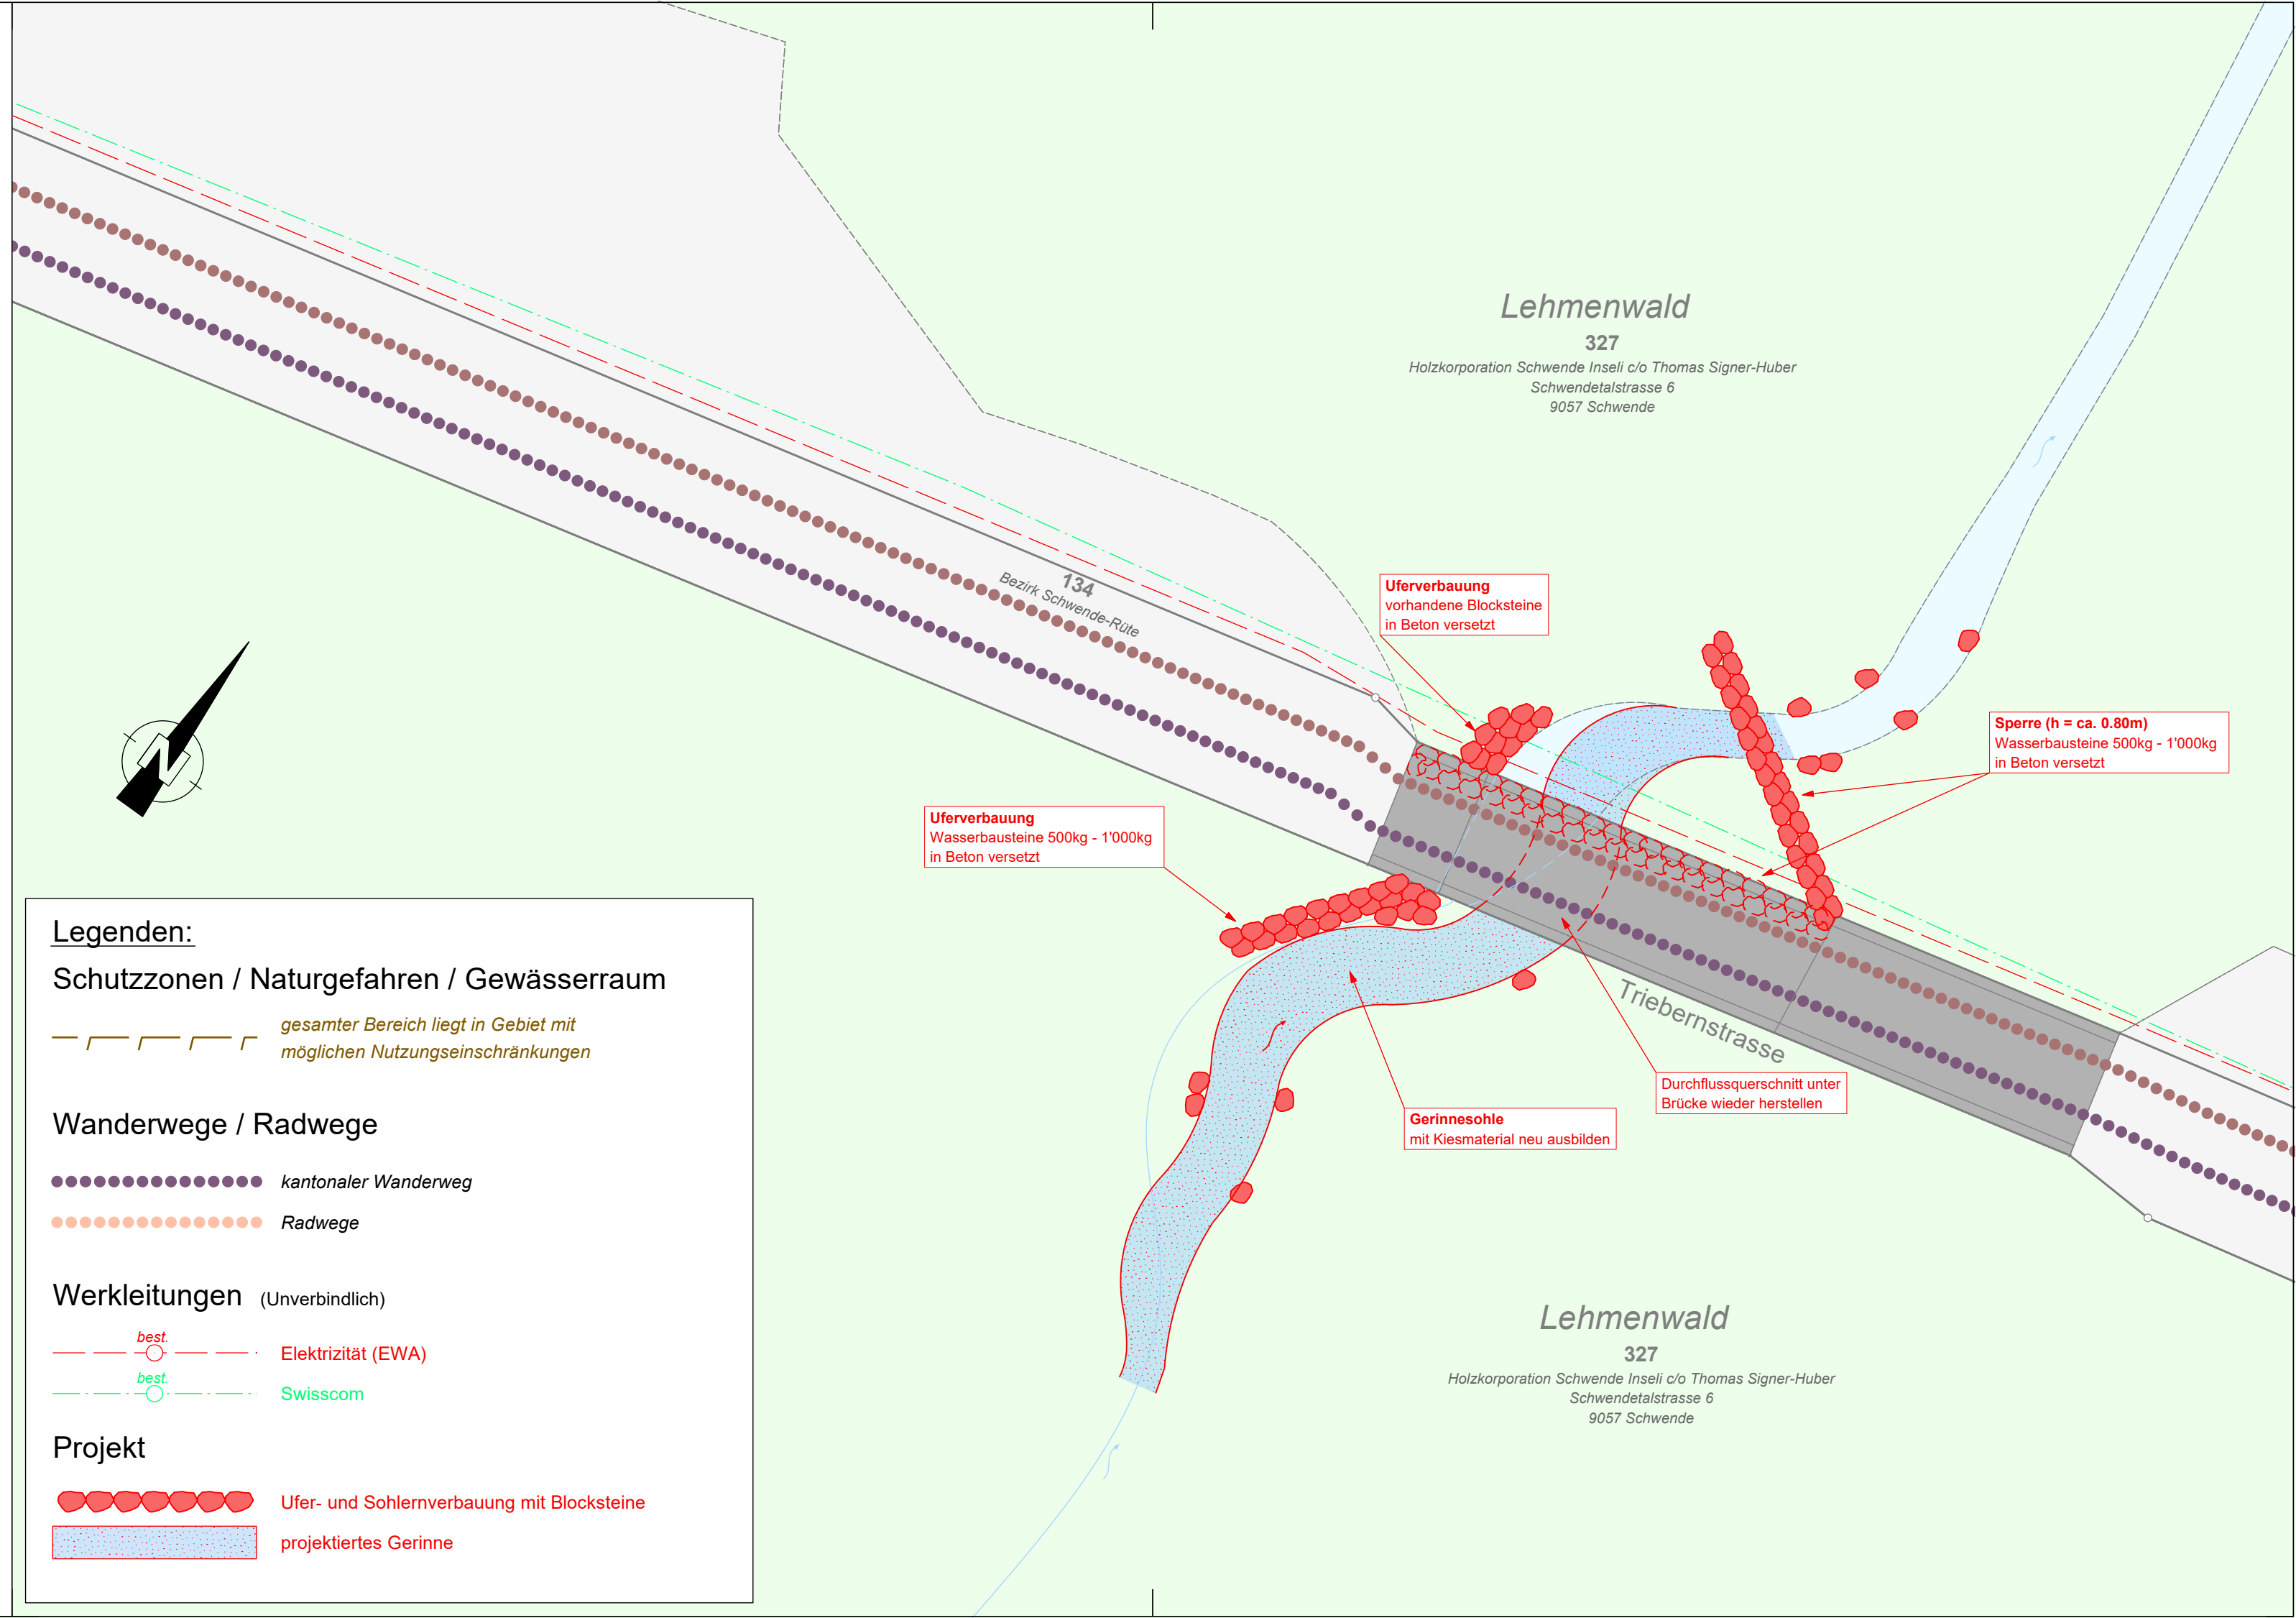 Lehmenwald
327
Holzkorporation Schwende Inseli c/o Thomas Signer-Huber
Schwendetalstrasse 6
9057 Schwende
134
Bezirk Schwende-Rüte
Uferverbauung
vorhandene Blocksteine
in Beton versetzt
Sperre (h = ca. 0.80m)
Wasserbausteine 500kg - 1'000kg
in Beton versetzt
Uferverbauung
Wasserbausteine 500kg - 1'000kg
in Beton versetzt
N
Triebernstrasse
Durchflussquerschnitt unter
Brücke wieder herstellen
Gerinnesohle
mit Kiesmaterial neu ausbilden
Lehmenwald
327
Holzkorporation Schwende Inseli c/o Thomas Signer-Huber
Schwendetalstrasse 6
9057 Schwende
Legenden:
Schutzzonen / Naturgefahren / Gewässerraum
gesamter Bereich liegt in Gebiet mit
möglichen Nutzungseinschränkungen
Wanderwege / Radwege
kantonaler Wanderweg
Radwege
Werkleitungen (Unverbindlich)
best.
Elektrizität (EWA)
best.
Swisscom
Projekt
Ufer- und Sohlernverbauung mit Blocksteine
projektiertes Gerinne